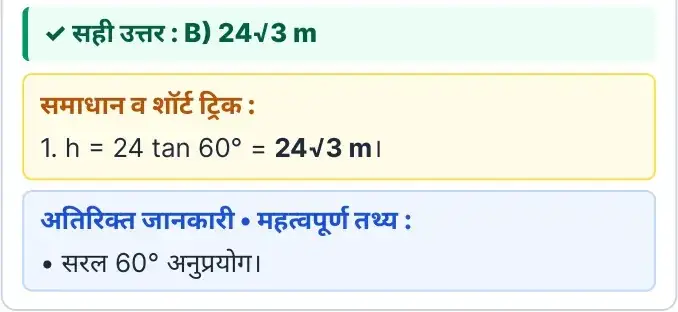 ✓ सही उत्तर : B) 24√3 m
समाधान व शॉर्ट ट्रिक :
1. h = 24 tan 60° = 24√3 m।
अतिरिक्त जानकारी • महत्वपूर्ण तथ्य :
• सरल 60° अनुप्रयोग।